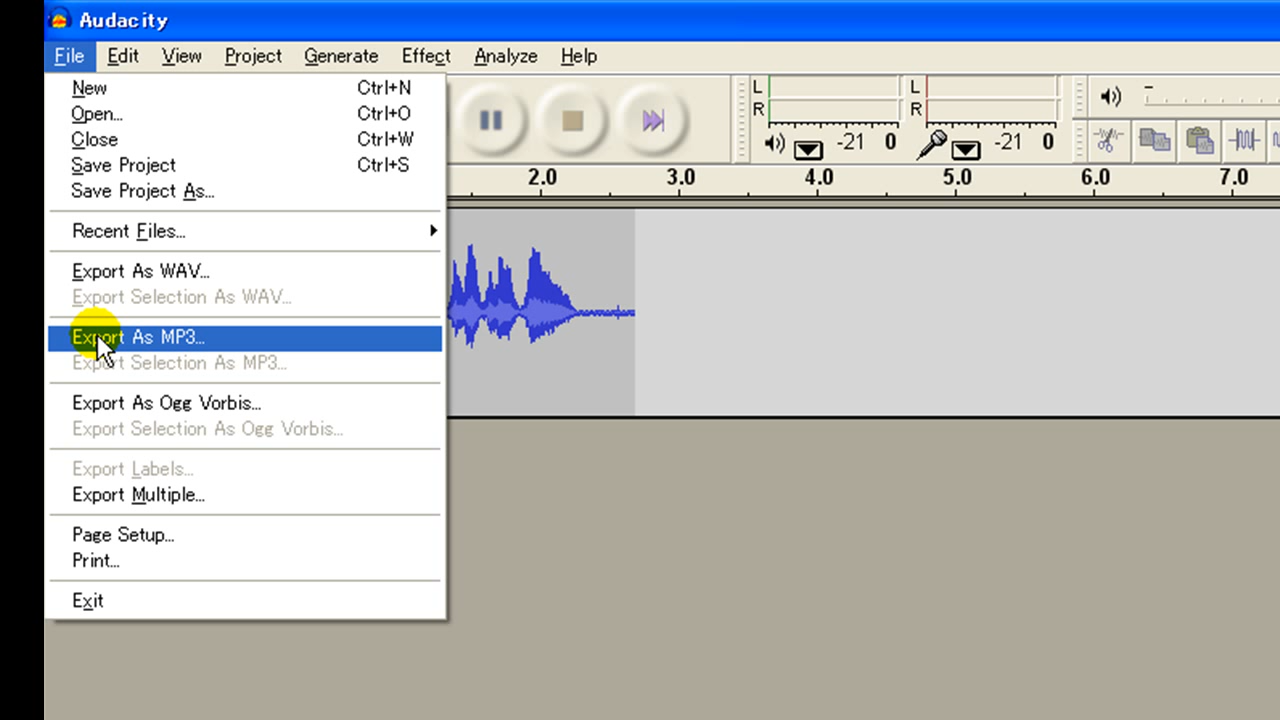 Audacity
File Edit View Project Generate Effect Analyze Help
New Ctrl+N
Open... Ctrl+O
Close Ctrl+W
Save Project Ctrl+S
Save Project As...
Recent Files...
Export As WAV...
Export Selection As WAV...
Export As MP3...
Export Selection As MP3...
Export As Ogg Vorbis...
Export Selection As Ogg Vorbis...
Export Labels...
Export Multiple...
Page Setup...
Print...
Exit
L L
R R
-21 0 -21 0
2.0 3.0 4.0 5.0 6.0 7.0